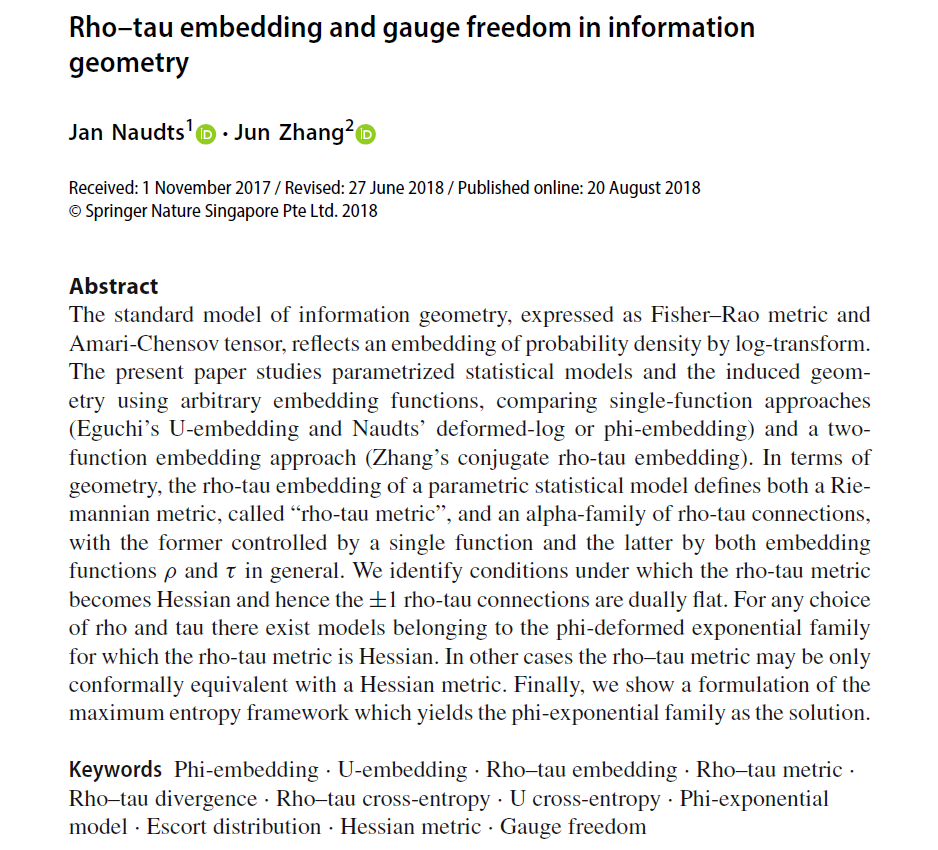 Rho–tau embedding and gauge freedom in information
geometry
Jan Naudts1 iD · Jun Zhang2 iD
Received: 1 November 2017 / Revised: 27 June 2018 / Published online: 20 August 2018
© Springer Nature Singapore Pte Ltd. 2018
Abstract
The standard model of information geometry, expressed as Fisher–Rao metric and
Amari-Chensov tensor, reflects an embedding of probability density by log-transform.
The present paper studies parametrized statistical models and the induced geom-
etry using arbitrary embedding functions, comparing single-function approaches
(Eguchi's U-embedding and Naudts' deformed-log or phi-embedding) and a two-
function embedding approach (Zhang's conjugate rho-tau embedding). In terms of
geometry, the rho-tau embedding of a parametric statistical model defines both a Rie-
mannian metric, called “rho-tau metric”, and an alpha-family of rho-tau connections,
with the former controlled by a single function and the latter by both embedding
functions ρ and τ in general. We identify conditions under which the rho-tau metric
becomes Hessian and hence the ±1 rho-tau connections are dually flat. For any choice
of rho and tau there exist models belonging to the phi-deformed exponential family
for which the rho-tau metric is Hessian. In other cases the rho–tau metric may be only
conformally equivalent with a Hessian metric. Finally, we show a formulation of the
maximum entropy framework which yields the phi-exponential family as the solution.
Keywords Phi-embedding · U-embedding · Rho–tau embedding · Rho–tau metric ·
Rho–tau divergence · Rho–tau cross-entropy · U cross-entropy · Phi-exponential
model · Escort distribution · Hessian metric · Gauge freedom